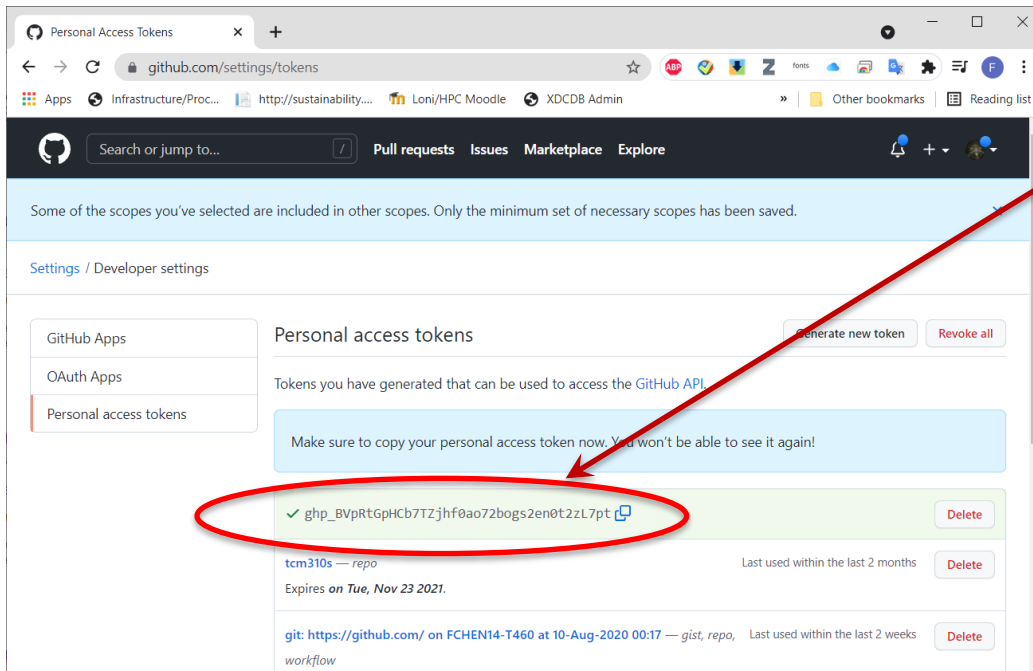 Personal Access Tokens
github.com/settings/tokens
ABP
Z
fonts
F
Apps
Infrastructure/Proc...
http://sustainability....
Loni/HPC Moodle
XDCDB Admin
»
Other bookmarks
Reading list
Search or jump to...
/
Pull requests
Issues
Marketplace
Explore
Some of the scopes you've selected are included in other scopes. Only the minimum set of necessary scopes has been saved.
Settings / Developer settings
GitHub Apps
OAuth Apps
Personal access tokens
Personal access tokens
Generate new token
Revoke all
Tokens you have generated that can be used to access the GitHub API.
Make sure to copy your personal access token now. You won't be able to see it again!
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
Delete
tcm310s — repo
Last used within the last 2 months
Delete
Expires on Tue, Nov 23 2021.
git: https://github.com/ on FCHEN14-T460 at 10-Aug-2020 00:17 — gist, repo,
workflow
Last used within the last 2 weeks
Delete